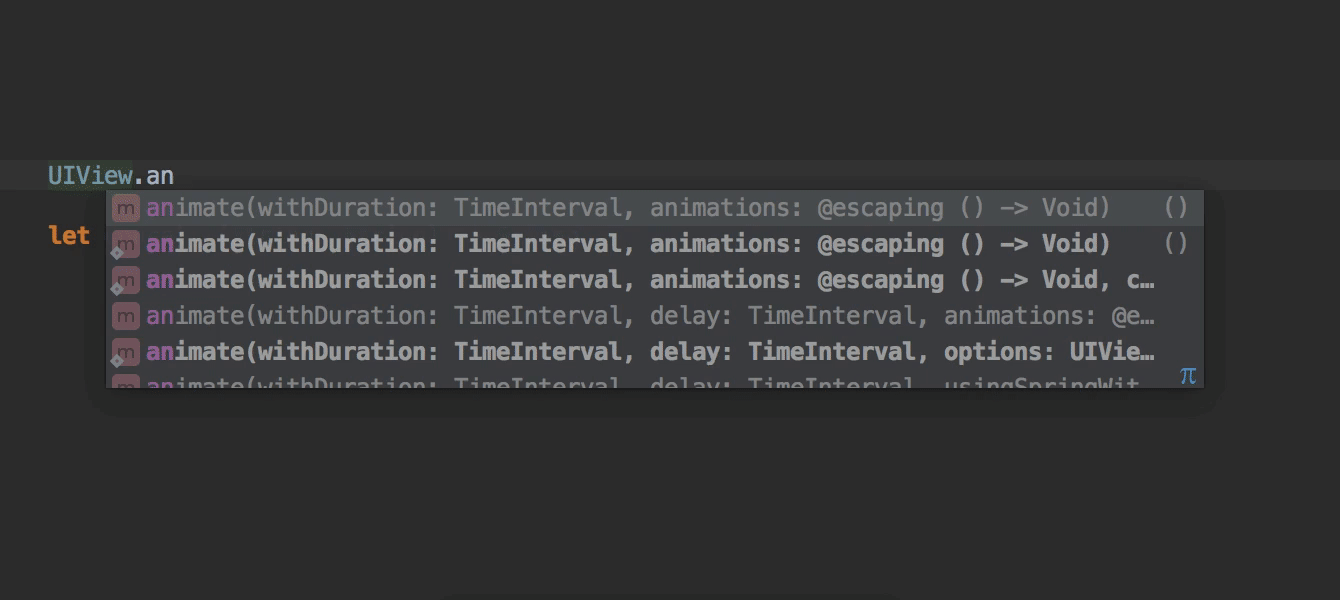 UIView.an
m animate(withDuration: TimeInterval, animations: @escaping () -> Void) ()
let m animate(withDuration: TimeInterval, animations: @escaping () -> Void) ()
m animate(withDuration: TimeInterval, animations: @escaping () -> Void, c…
m animate(withDuration: TimeInterval, delay: TimeInterval, animations: @e…
m animate(withDuration: TimeInterval, delay: TimeInterval, options: UIVie…
m animate(withDuration: TimeInterval, delay: TimeInterval, usingSpringWit… π